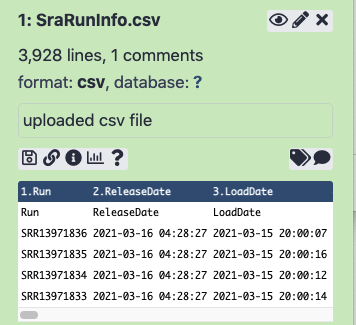 1: SraRunInfo.csv
3,928 lines, 1 comments
format: csv, database: ?
uploaded csv file
1.Run 2.ReleaseDate 3.LoadDate
Run ReleaseDate LoadDate
SRR13971836 2021-03-16 04:28:27 2021-03-15 20:00:07
SRR13971835 2021-03-16 04:28:27 2021-03-15 20:00:16
SRR13971834 2021-03-16 04:28:27 2021-03-15 20:00:12
SRR13971833 2021-03-16 04:28:27 2021-03-15 20:00:14